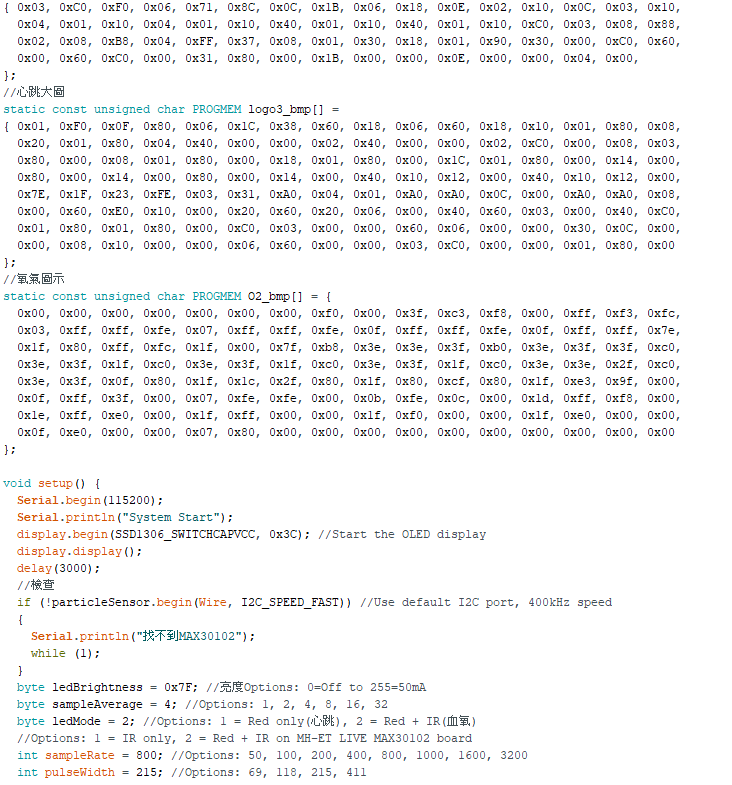 { 0x03, 0xC0, 0xF0, 0x06, 0x71, 0x8C, 0x0C, 0x1B, 0x06, 0x18, 0x0E, 0x02, 0x10, 0x0C, 0x03, 0x10,
0x04, 0x01, 0x10, 0x04, 0x01, 0x10, 0x40, 0x01, 0x10, 0x40, 0x01, 0x10, 0xC0, 0x03, 0x08, 0x88,
0x02, 0x08, 0xB8, 0x04, 0xFF, 0x37, 0x08, 0x01, 0x30, 0x18, 0x01, 0x90, 0x30, 0x00, 0xC0, 0x60,
0x00, 0x60, 0xC0, 0x00, 0x31, 0x80, 0x00, 0x1B, 0x00, 0x00, 0x0E, 0x00, 0x00, 0x04, 0x00,
};
//心跳大圖
static const unsigned char PROGMEM logo3_bmp[] =
{ 0x01, 0xF0, 0x0F, 0x80, 0x06, 0x1C, 0x38, 0x60, 0x18, 0x06, 0x60, 0x18, 0x10, 0x01, 0x80, 0x08,
0x20, 0x01, 0x80, 0x04, 0x40, 0x00, 0x00, 0x02, 0x40, 0x00, 0x00, 0x02, 0xC0, 0x00, 0x08, 0x03,
0x80, 0x00, 0x08, 0x01, 0x80, 0x00, 0x18, 0x01, 0x80, 0x00, 0x1C, 0x01, 0x80, 0x00, 0x14, 0x00,
0x80, 0x00, 0x14, 0x00, 0x80, 0x00, 0x14, 0x00, 0x40, 0x10, 0x12, 0x00, 0x40, 0x10, 0x12, 0x00,
0x7E, 0x1F, 0x23, 0xFE, 0x03, 0x31, 0xA0, 0x04, 0x01, 0xA0, 0xA0, 0x0C, 0x00, 0xA0, 0xA0, 0x08,
0x00, 0x60, 0xE0, 0x10, 0x00, 0x20, 0x60, 0x20, 0x06, 0x00, 0x40, 0x60, 0x03, 0x00, 0x40, 0xC0,
0x01, 0x80, 0x01, 0x80, 0x00, 0xC0, 0x03, 0x00, 0x00, 0x60, 0x06, 0x00, 0x00, 0x30, 0x0C, 0x00,
0x00, 0x08, 0x10, 0x00, 0x00, 0x06, 0x60, 0x00, 0x00, 0x03, 0xC0, 0x00, 0x00, 0x01, 0x80, 0x00
};
//氧氣圖示
static const unsigned char PROGMEM O2_bmp[] = {
0x00, 0x00, 0x00, 0x00, 0x00, 0x00, 0x00, 0xf0, 0x00, 0x3f, 0xc3, 0xf8, 0x00, 0xff, 0xf3, 0xfc,
0x03, 0xff, 0xff, 0xfe, 0x07, 0xff, 0xff, 0xfe, 0x0f, 0xff, 0xff, 0xfe, 0x0f, 0xff, 0xff, 0x7e,
0x1f, 0x80, 0xff, 0xfc, 0x1f, 0x00, 0x7f, 0xb8, 0x3e, 0x3e, 0x3f, 0xb0, 0x3e, 0x3f, 0x3f, 0xc0,
0x3e, 0x3f, 0x1f, 0xc0, 0x3e, 0x3f, 0x1f, 0xc0, 0x3e, 0x3f, 0x1f, 0xc0, 0x3e, 0x3e, 0x2f, 0xc0,
0x3e, 0x3f, 0x0f, 0x80, 0x1f, 0x1c, 0x2f, 0x80, 0x1f, 0x80, 0xcf, 0x80, 0x1f, 0xe3, 0x9f, 0x00,
0x0f, 0xff, 0x3f, 0x00, 0x07, 0xfe, 0xfe, 0x00, 0x0b, 0xfe, 0x0c, 0x00, 0x1d, 0xff, 0xf8, 0x00,
0x1e, 0xff, 0xe0, 0x00, 0x1f, 0xff, 0x00, 0x00, 0x1f, 0xf0, 0x00, 0x00, 0x1f, 0xe0, 0x00, 0x00,
0x0f, 0xe0, 0x00, 0x00, 0x07, 0x80, 0x00, 0x00, 0x00, 0x00, 0x00, 0x00, 0x00, 0x00, 0x00, 0x00
};
void setup() {
Serial.begin(115200);
Serial.println("System Start");
display.begin(SSD1306_SWITCHCAPVCC, 0x3C); //Start the OLED display
display.display();
delay(3000);
//檢查
if (!particleSensor.begin(Wire, I2C_SPEED_FAST)) //Use default I2C port, 400kHz speed
{
Serial.println("找不到MAX30102");
while (1);
}
byte ledBrightness = 0x7F; //亮度Options: 0=Off to 255=50mA
byte sampleAverage = 4; //Options: 1, 2, 4, 8, 16, 32
byte ledMode = 2; //Options: 1 = Red only(心跳), 2 = Red + IR(血氧)
//Options: 1 = IR only, 2 = Red + IR on MH-ET LIVE MAX30102 board
int sampleRate = 800; //Options: 50, 100, 200, 400, 800, 1000, 1600, 3200
int pulseWidth = 215; //Options: 69, 118, 215, 411